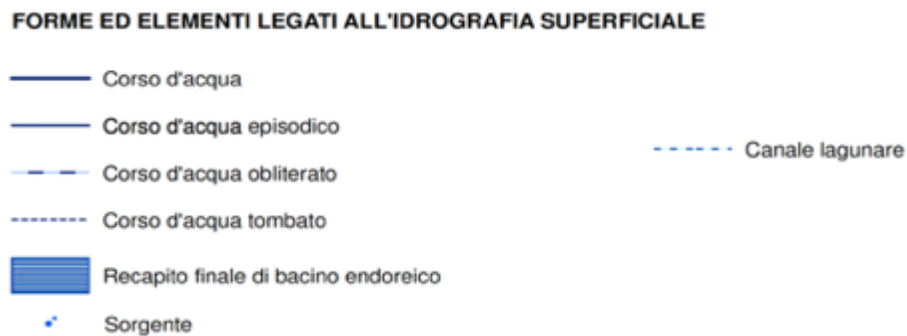 FORME ED ELEMENTI LEGATI ALL'IDROGRAFIA SUPERFICIALE
Corso d'acqua
Corso d'acqua episodico
Canale lagunare
Corso d'acqua obliterato
Corso d'acqua tombato
Recapito finale di bacino endoreico
Sorgente